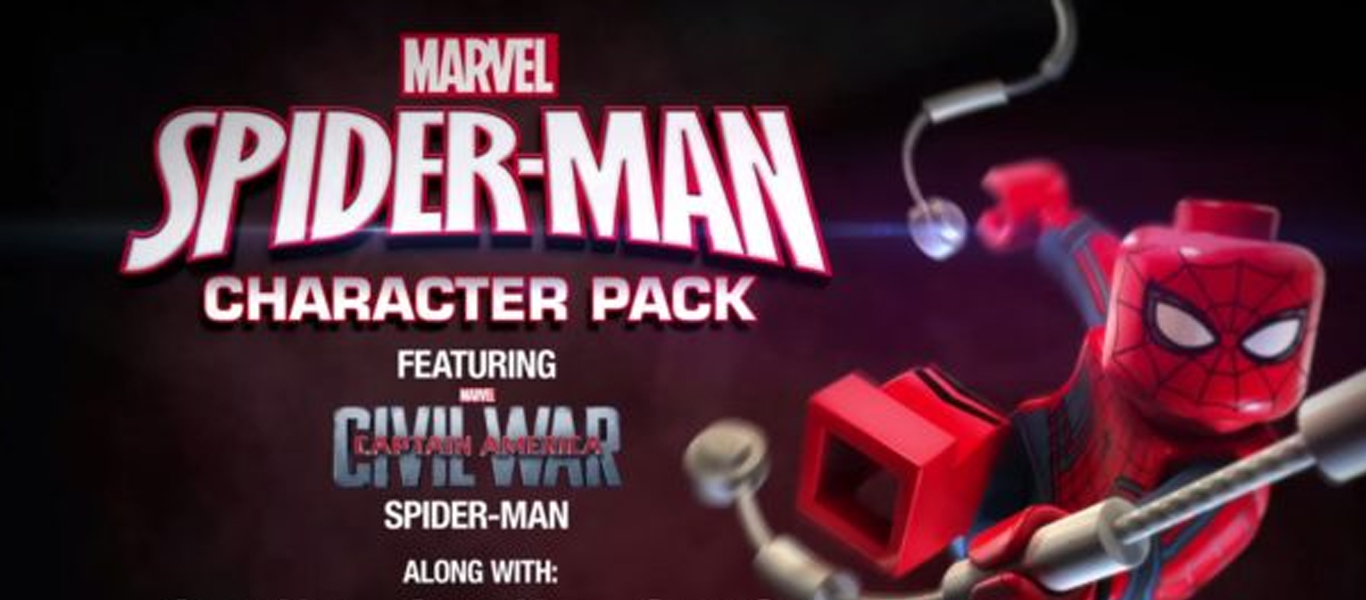 MARVEL
SPIDER-MAN
CHARACTER PACK
FEATURING
MARVEL
CAPTAIN AMERICA
CIVIL WAR
SPIDER-MAN
ALONG WITH: